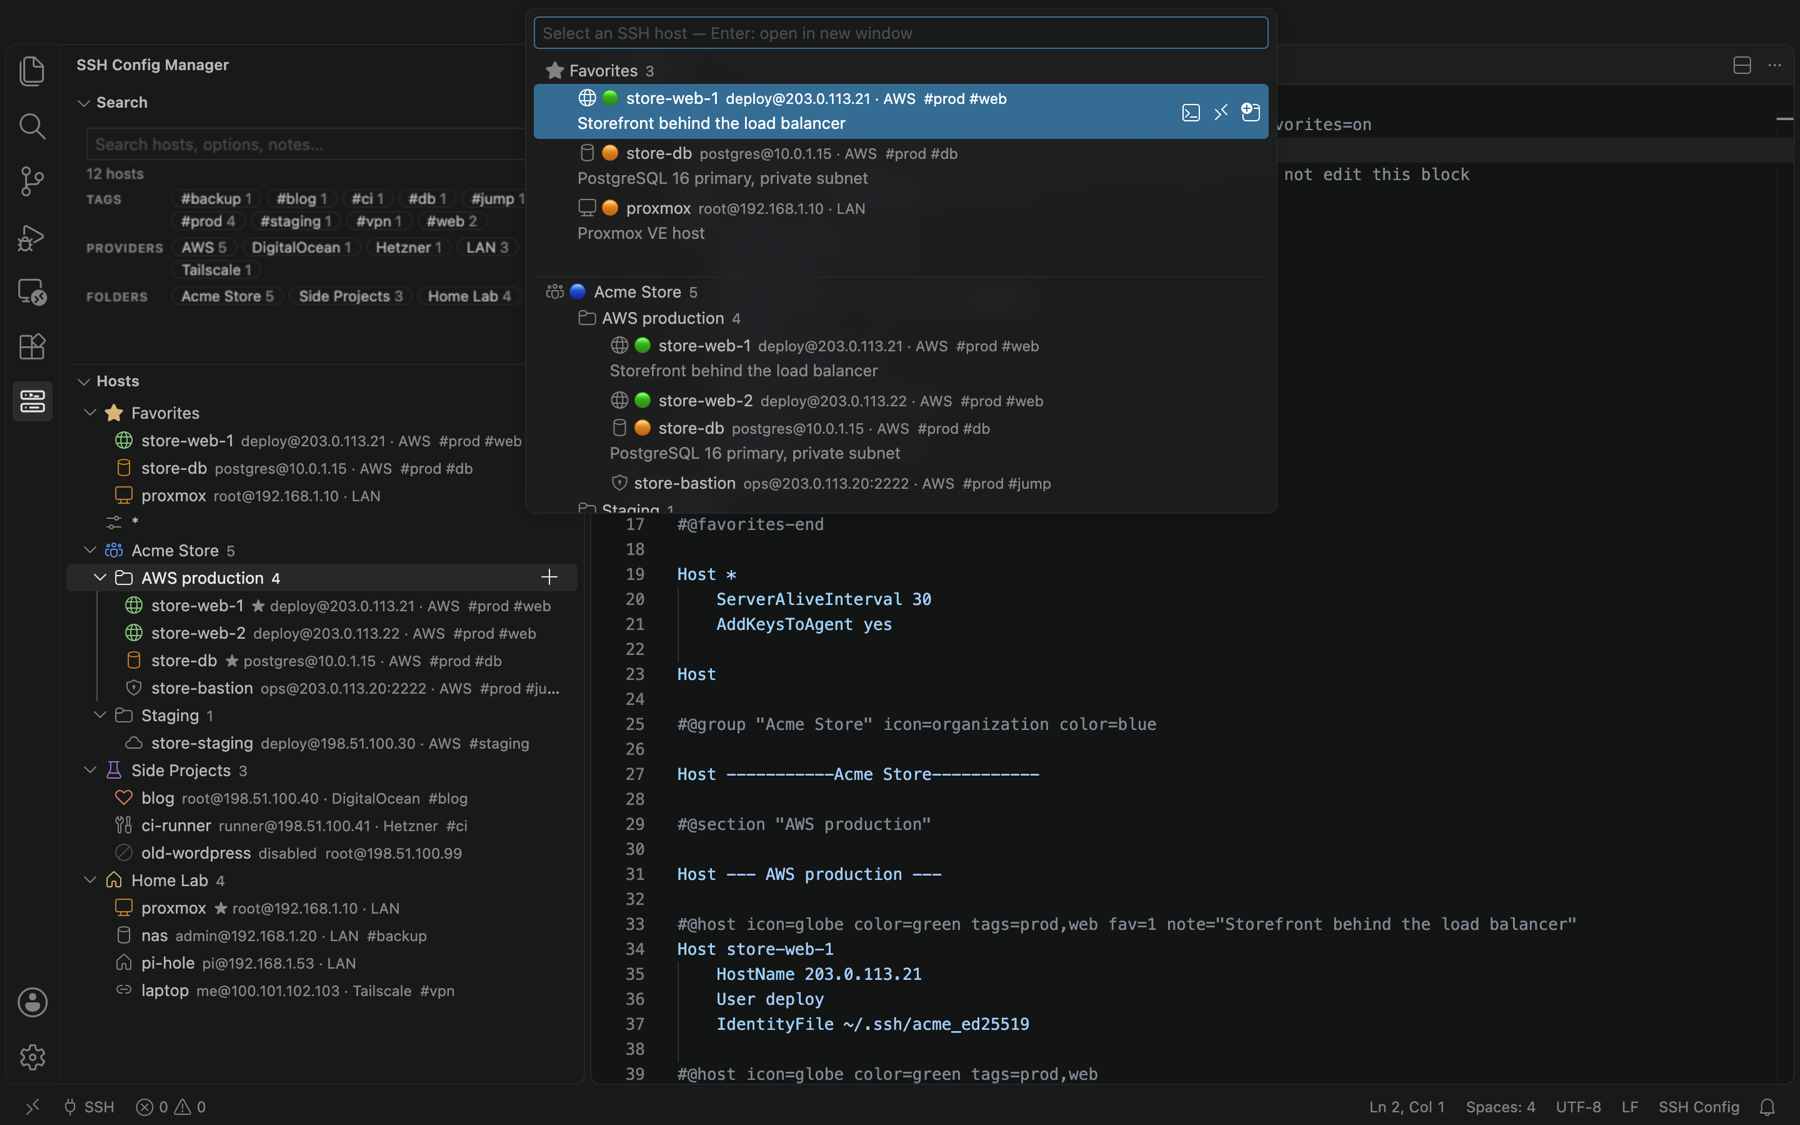 Select an SSH host — Enter: open in new window
SSH Config Manager
Search
Search hosts, options, notes...
12 hosts
TAGS #backup 1 #blog 1 #ci 1 #db 1 #jump 1
#prod 4 #staging 1 #vpn 1 #web 2
PROVIDERS AWS 5 DigitalOcean 1 Hetzner 1 LAN 3
Tailscale 1
FOLDERS Acme Store 5 Side Projects 3 Home Lab 4
Hosts
Favorites
store-web-1 deploy@203.0.113.21 · AWS #prod #web
store-db postgres@10.0.1.15 · AWS #prod #db
proxmox root@192.168.1.10 · LAN
*
Acme Store 5
AWS production 4
store-web-1 ★ deploy@203.0.113.21 · AWS #prod #web
store-web-2 deploy@203.0.113.22 · AWS #prod #web
store-db ★ postgres@10.0.1.15 · AWS #prod #db
store-bastion ops@203.0.113.20:2222 · AWS #prod #ju...
Staging 1
store-staging deploy@198.51.100.30 · AWS #staging
Side Projects 3
blog root@198.51.100.40 · DigitalOcean #blog
ci-runner runner@198.51.100.41 · Hetzner #ci
old-wordpress disabled root@198.51.100.99
Home Lab 4
proxmox ★ root@192.168.1.10 · LAN
nas admin@192.168.1.20 · LAN #backup
pi-hole pi@192.168.1.53 · LAN
laptop me@100.101.102.103 · Tailscale #vpn
Favorites 3
store-web-1 deploy@203.0.113.21 · AWS #prod #web
Storefront behind the load balancer
store-db postgres@10.0.1.15 · AWS #prod #db
PostgreSQL 16 primary, private subnet
proxmox root@192.168.1.10 · LAN
Proxmox VE host
Acme Store 5
AWS production 4
store-web-1 deploy@203.0.113.21 · AWS #prod #web
Storefront behind the load balancer
store-web-2 deploy@203.0.113.22 · AWS #prod #web
store-db postgres@10.0.1.15 · AWS #prod #db
PostgreSQL 16 primary, private subnet
store-bastion ops@203.0.113.20:2222 · AWS #prod #jump
Staging 1
vorites=on
not edit this block
17 #@favorites-end
18
19 Host *
20 ServerAliveInterval 30
21 AddKeysToAgent yes
22
23 Host
24
25 #@group "Acme Store" icon=organization color=blue
26
27 Host -----------Acme Store-----------
28
29 #@section "AWS production"
30
31 Host --- AWS production ---
32
33 #@host icon=globe color=green tags=prod,web fav=1 note="Storefront behind the load balancer"
34 Host store-web-1
35 HostName 203.0.113.21
36 User deploy
37 IdentityFile ~/.ssh/acme_ed25519
38
39 #@host icon=globe color=green tags=prod,web
SSH 0 0 Ln 2, Col 1 Spaces: 4 UTF-8 LF SSH Config